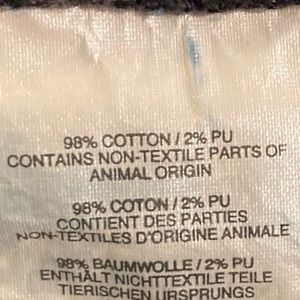 98% COTTON / 2% PU
CONTAINS NON-TEXTILE PARTS OF
ANIMAL ORIGIN
98% COTON / 2% PU
CONTIENT DES PARTIES
NON-TEXTILES D'ORIGINE ANIMALE
98% BAUMWOLLE / 2% PU
ENTHÄLT NICHTTEXTILE TEILE
TIERISCHEN URSPRUNGS